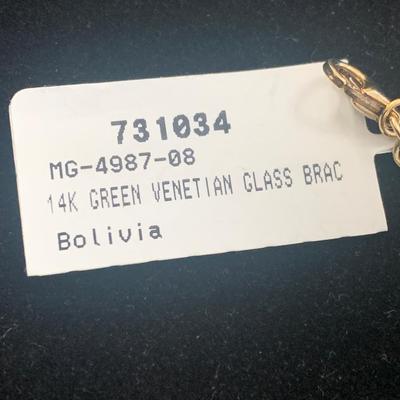 731034
MG-4987-08
14K GREEN VENETIAN GLASS BRAC
Bolivia